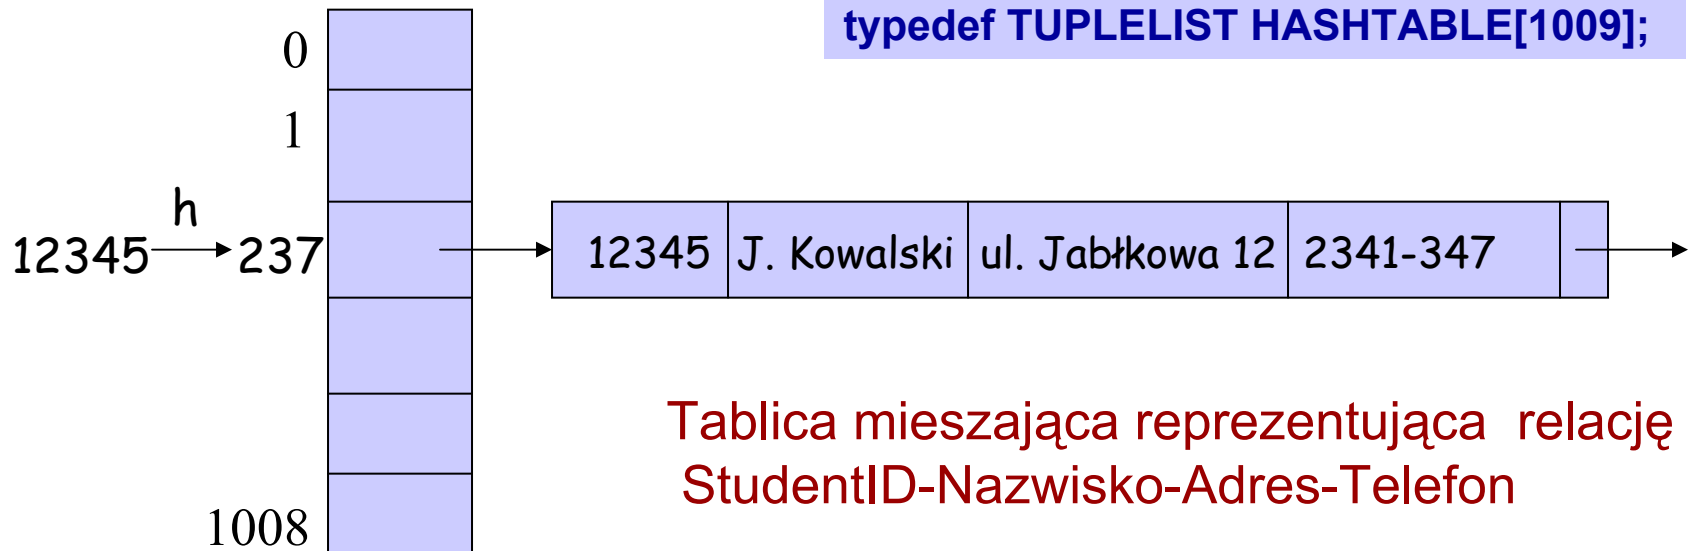 typedef TUPLELIST HASHTABLE[1009];
0
1
h
12345 237 12345 J. Kowalski ul. Jabłkowa 12 2341-347
Tablica mieszająca reprezentująca relację
StudentID-Nazwisko-Adres-Telefon
1008